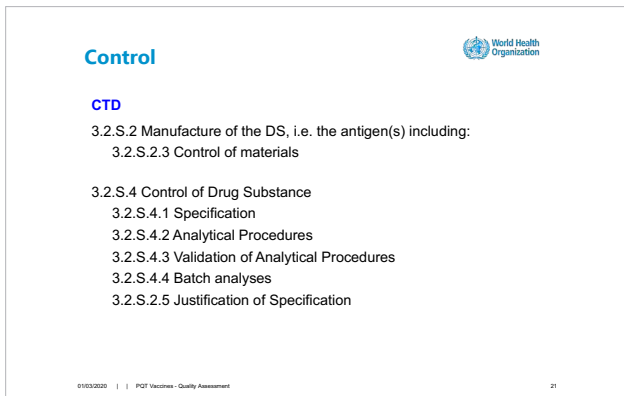 Control
World Health
Organization
CTD
3.2.S.2 Manufacture of the DS, i.e. the antigen(s) including:
3.2.S.2.3 Control of materials
3.2.S.4 Control of Drug Substance
3.2.S.4.1 Specification
3.2.S.4.2 Analytical Procedures
3.2.S.4.3 Validation of Analytical Procedures
3.2.S.4.4 Batch analyses
3.2.S.2.5 Justification of Specification
01/03/2020 | | PQT Vaccines - Quality Assessment 21